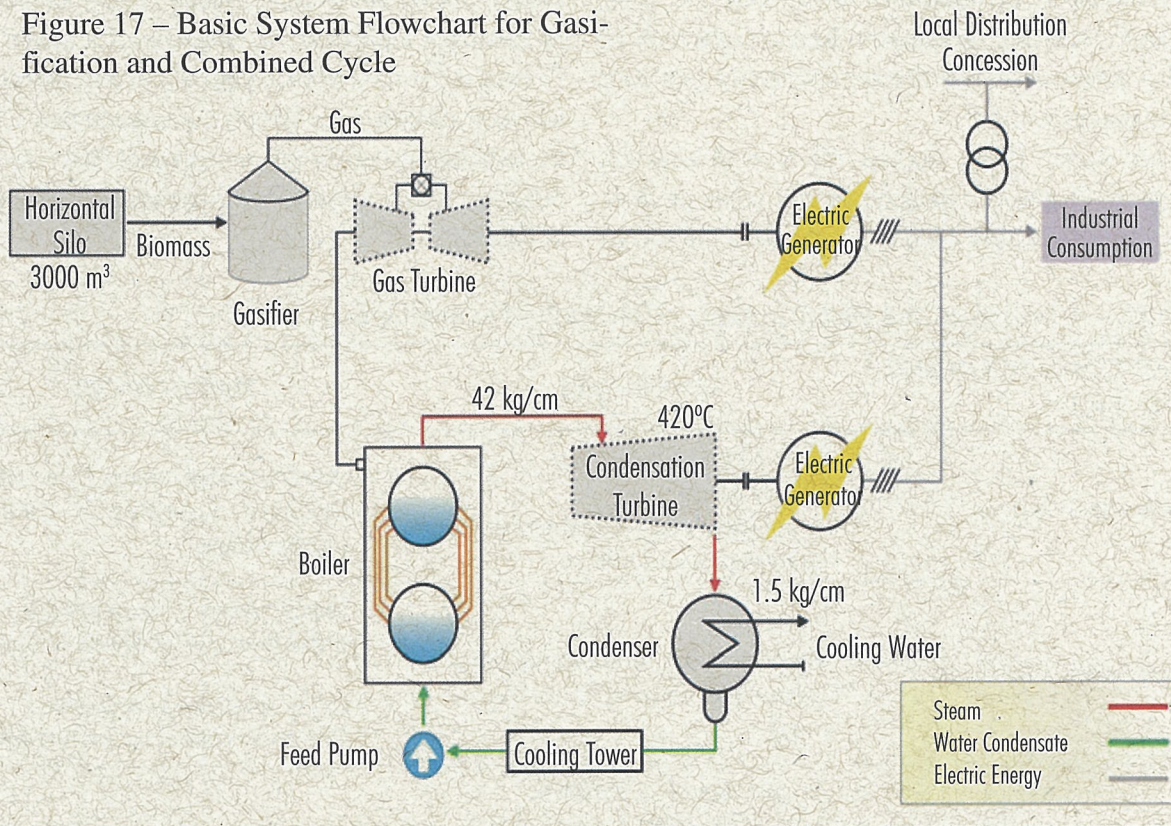 Figure 17 – Basic System Flowchart for Gasi-
fication and Combined Cycle
Local Distribution
Concession
Gas
Horizontal
Silo
3000 m³
Biomass
Gasifier
Gas Turbine
Electric
Generator
Industrial
Consumption
42 kg/cm
420ºC
Condensation
Turbine
Electric
Generator
Boiler
1.5 kg/cm
Condenser
Cooling Water
Feed Pump
Cooling Tower
Steam
Water Condensate
Electric Energy